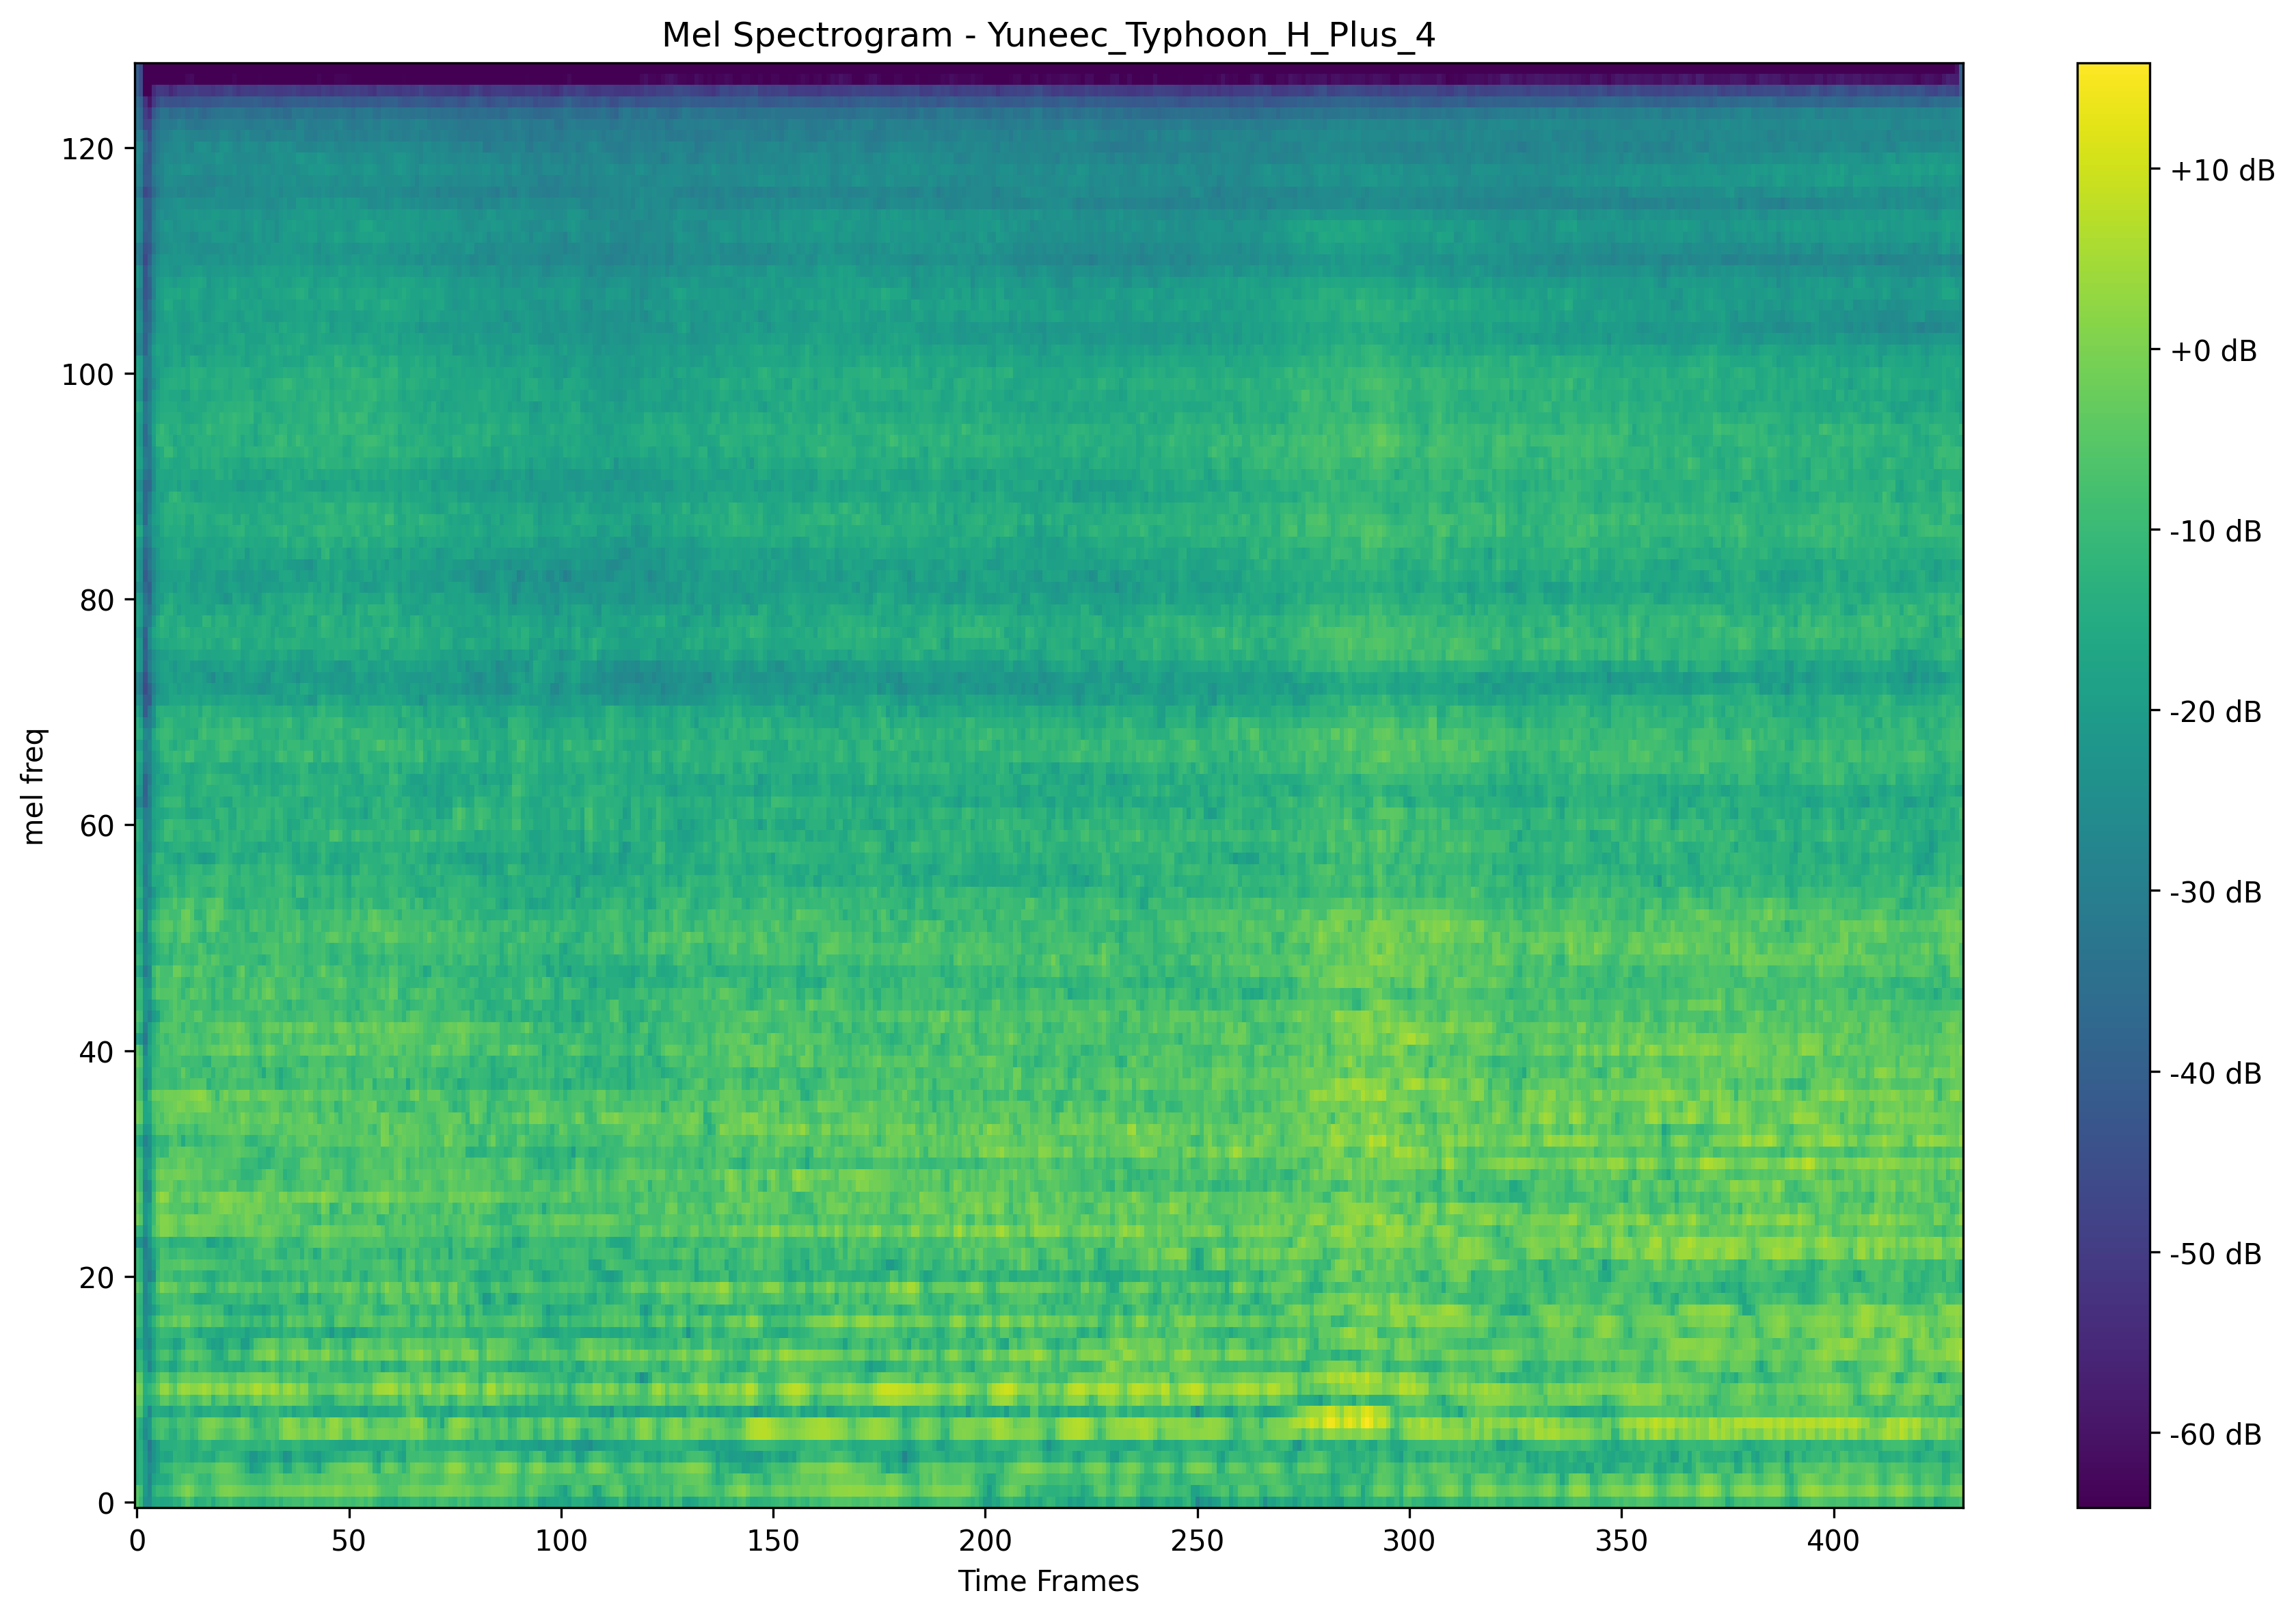 Mel Spectrogram - Yuneec_Typhoon_H_Plus_4
mel freq
120
100
80
60
40
20
0
0 50 100 150 200 250 300 350 400
Time Frames
+10 dB
+0 dB
-10 dB
-20 dB
-30 dB
-40 dB
-50 dB
-60 dB